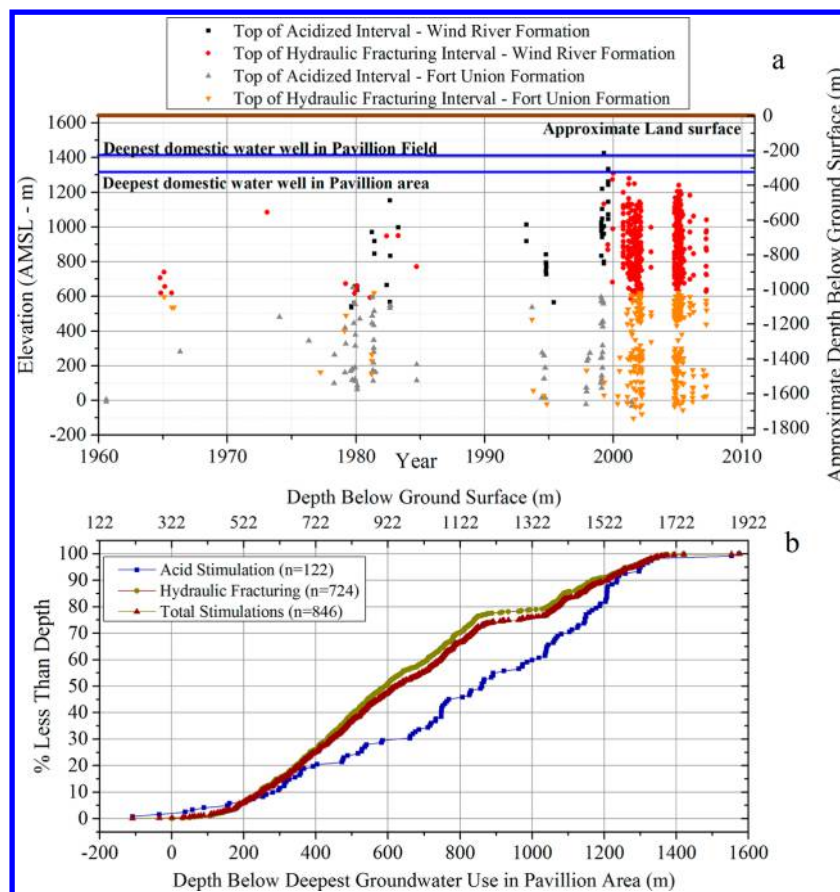 Top of Acidized Interval - Wind River Formation
Top of Hydraulic Fracturing Interval - Wind River Formation
Top of Acidized Interval - Fort Union Formation
Top of Hydraulic Fracturing Interval - Fort Union Formation
a
Approximate Land surface
Deepest domestic water well in Pavillion Field
Deepest domestic water well in Pavillion area
Elevation (AMSL - m)
1600
1400
1200
1000
800
600
400
200
0
-200
Approximate Depth Below Ground Surface (m)
0
-200
-400
-600
-800
-1000
-1200
-1400
-1600
-1800
1960 1970 1980 1990 2000 2010
Year
Depth Below Ground Surface (m)
122 322 522 722 922 1122 1322 1522 1722 1922
b
Acid Stimulation (n=122)
Hydraulic Fracturing (n=724)
Total Stimulations (n=846)
% Less Than Depth
100
90
80
70
60
50
40
30
20
10
0
-200 0 200 400 600 800 1000 1200 1400 1600
Depth Below Deepest Groundwater Use in Pavillion Area (m)